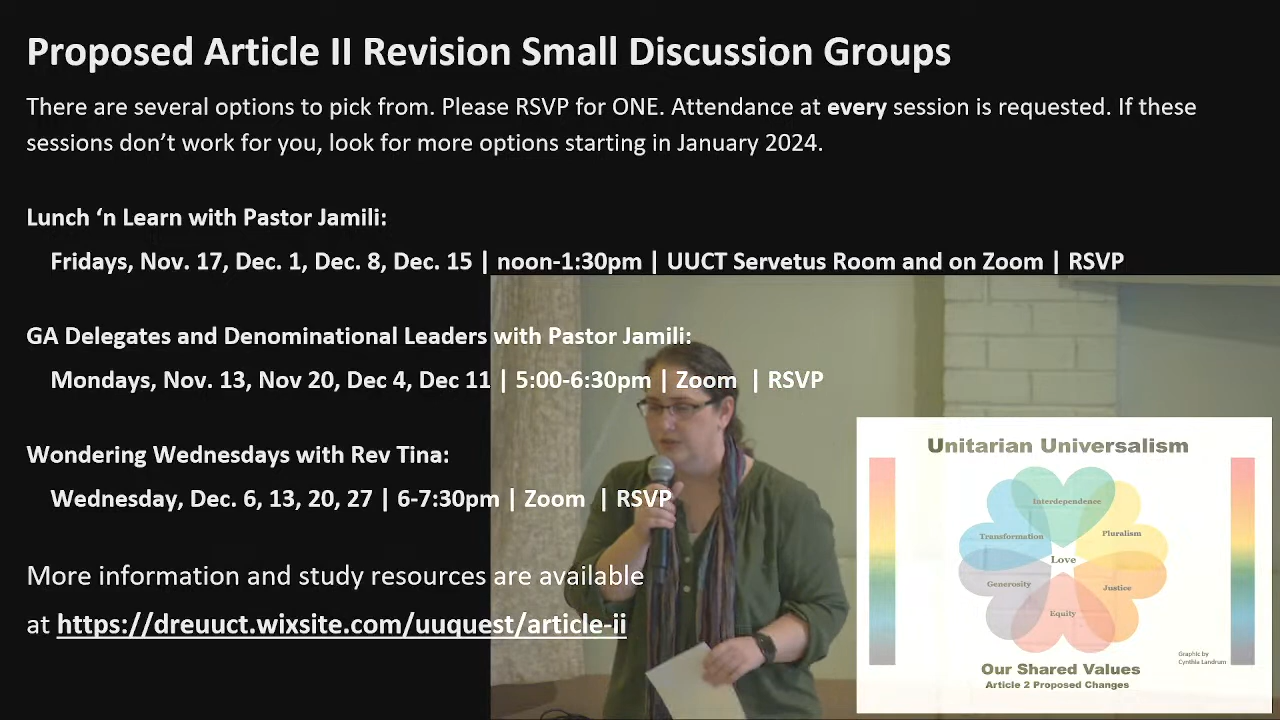 Proposed Article II Revision Small Discussion Groups
There are several options to pick from. Please RSVP for ONE. Attendance at every session is requested. If these
sessions don’t work for you, look for more options starting in January 2024.
Lunch ‘n Learn with Pastor Jamili:
Fridays, Nov. 17, Dec. 1, Dec. 8, Dec. 15 | noon-1:30pm | UUCT Servetus Room and on Zoom | RSVP
GA Delegates and Denominational Leaders with Pastor Jamili:
Mondays, Nov. 13, Nov 20, Dec 4, Dec 11 | 5:00-6:30pm | Zoom | RSVP
Wondering Wednesdays with Rev Tina:
Wednesday, Dec. 6, 13, 20, 27 | 6-7:30pm | Zoom | RSVP
More information and study resources are available
at https://dreuuct.wixsite.com/uuquest/article-ii
Unitarian Universalism
Interdependence
Transformation
Pluralism
Love
Generosity
Justice
Equity
Our Shared Values
Article 2 Proposed Changes
Graphic by
Cynthia Landrum